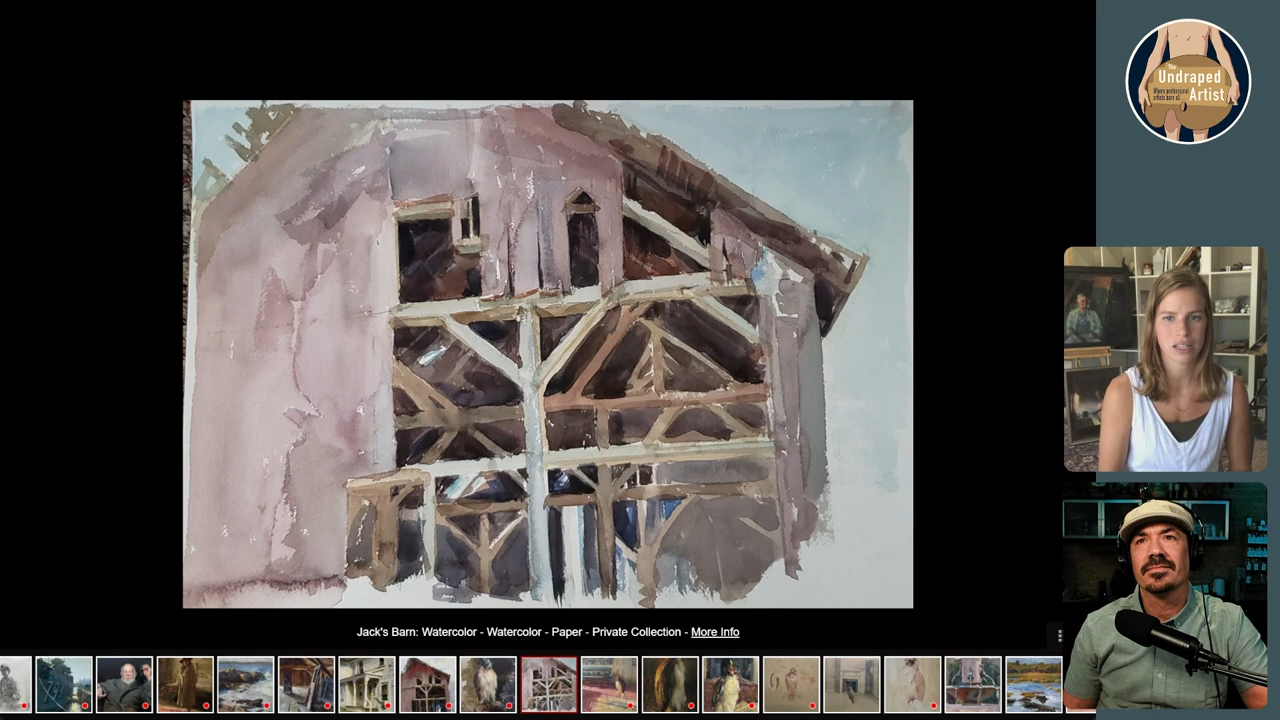 The
Undraped
Where professional
artists bare all.
Artist
Jack's Barn: Watercolor - Watercolor - Paper - Private Collection - More Info